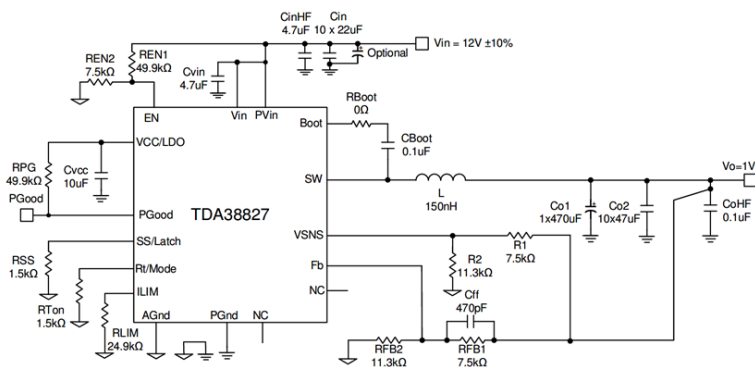 CinHF
4.7uF
Cin
10 x 22uF
Optional
Vin = 12V ±10%
REN2
7.5kΩ
REN1
49.9kΩ
Cvin
4.7uF
RBoot
0Ω
EN
Vin
PVin
Boot
CBoot
0.1uF
VCC/LDO
RPG
49.9kΩ
Cvcc
10uF
SW
L
150nH
Vo=1V
PGood
PGood
TDA38827
Co1
1x470uF
Co2
10x47uF
CoHF
0.1uF
SS/Latch
VSNS
R1
7.5kΩ
RSS
1.5kΩ
Rt/Mode
Fb
R2
11.3kΩ
RTon
1.5kΩ
ILIM
NC
Cff
470pF
RLIM
24.9kΩ
AGnd
PGnd
NC
RFB2
11.3kΩ
RFB1
7.5kΩ